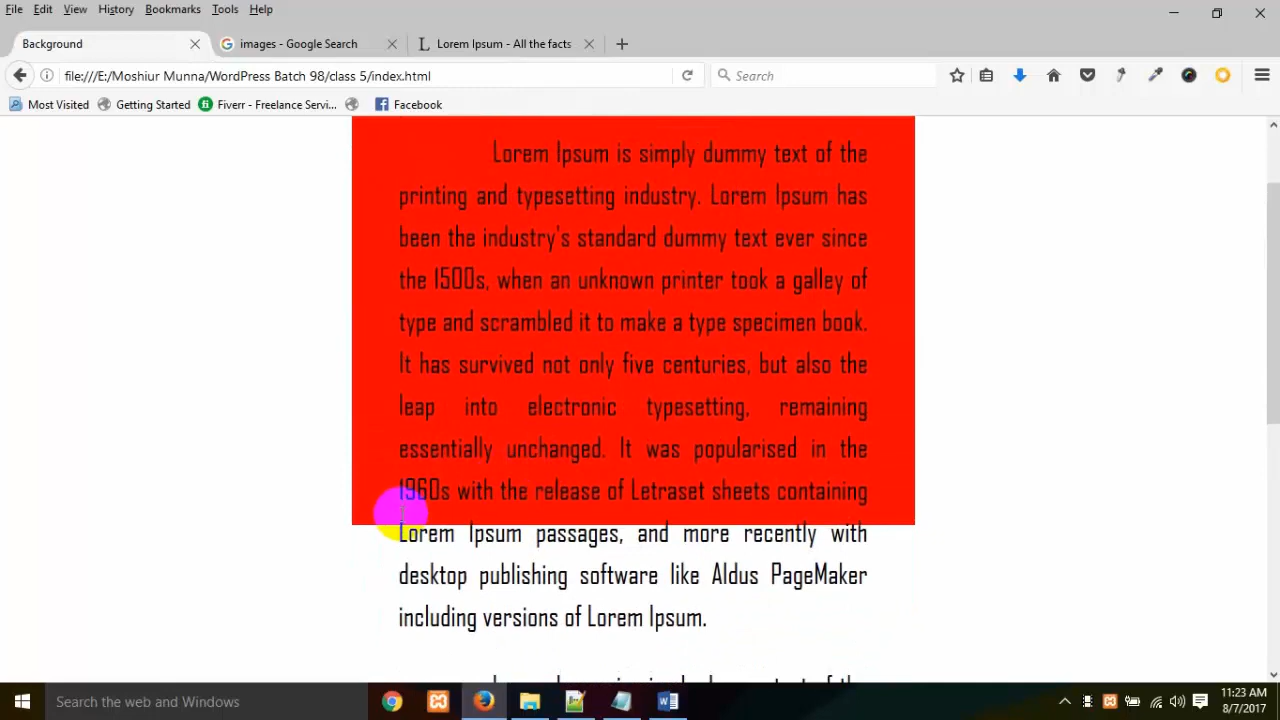 File Edit View History Bookmarks Tools Help
Background images - Google Search Lorem Ipsum - All the facts
file:///E:/Moshiur Munna/WordPress Batch 98/class 5/index.html Search
Most Visited Getting Started Fiverr - Freelance Servi... Facebook
Lorem Ipsum is simply dummy text of the
printing and typesetting industry. Lorem Ipsum has
been the industry's standard dummy text ever since
the 1500s, when an unknown printer took a galley of
type and scrambled it to make a type specimen book.
It has survived not only five centuries, but also the
leap into electronic typesetting, remaining
essentially unchanged. It was popularised in the
1960s with the release of Letraset sheets containing
Lorem Ipsum passages, and more recently with
desktop publishing software like Aldus PageMaker
including versions of Lorem Ipsum.
Search the web and Windows
11:23 AM
8/7/2017